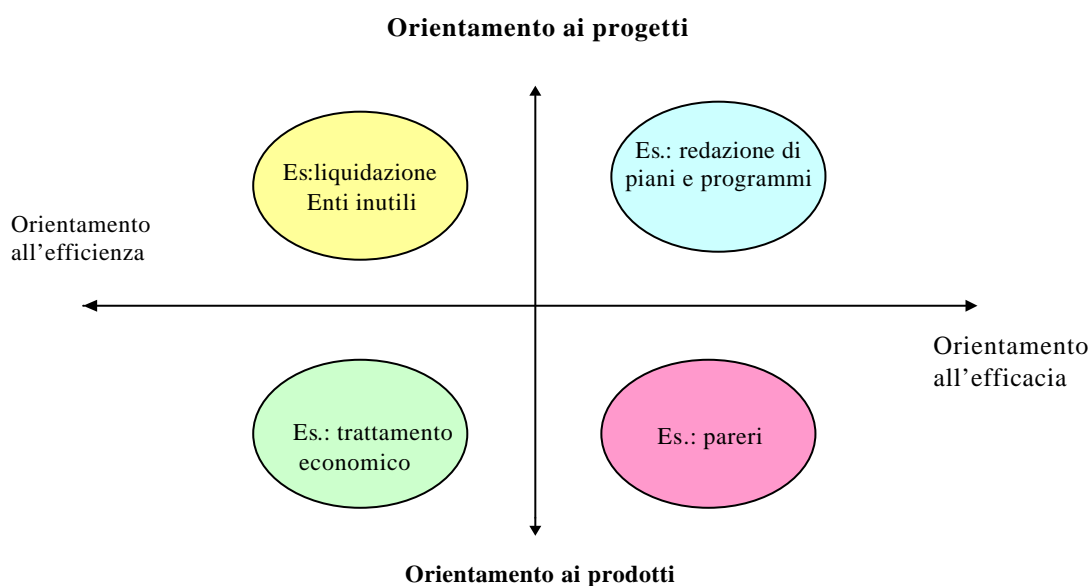 Orientamento ai progetti
Es:liquidazione
Enti inutili
Es.: redazione di
piani e programmi
Orientamento
all’efficienza
Orientamento
all’efficacia
Es.: trattamento
economico
Es.: pareri
Orientamento ai prodotti